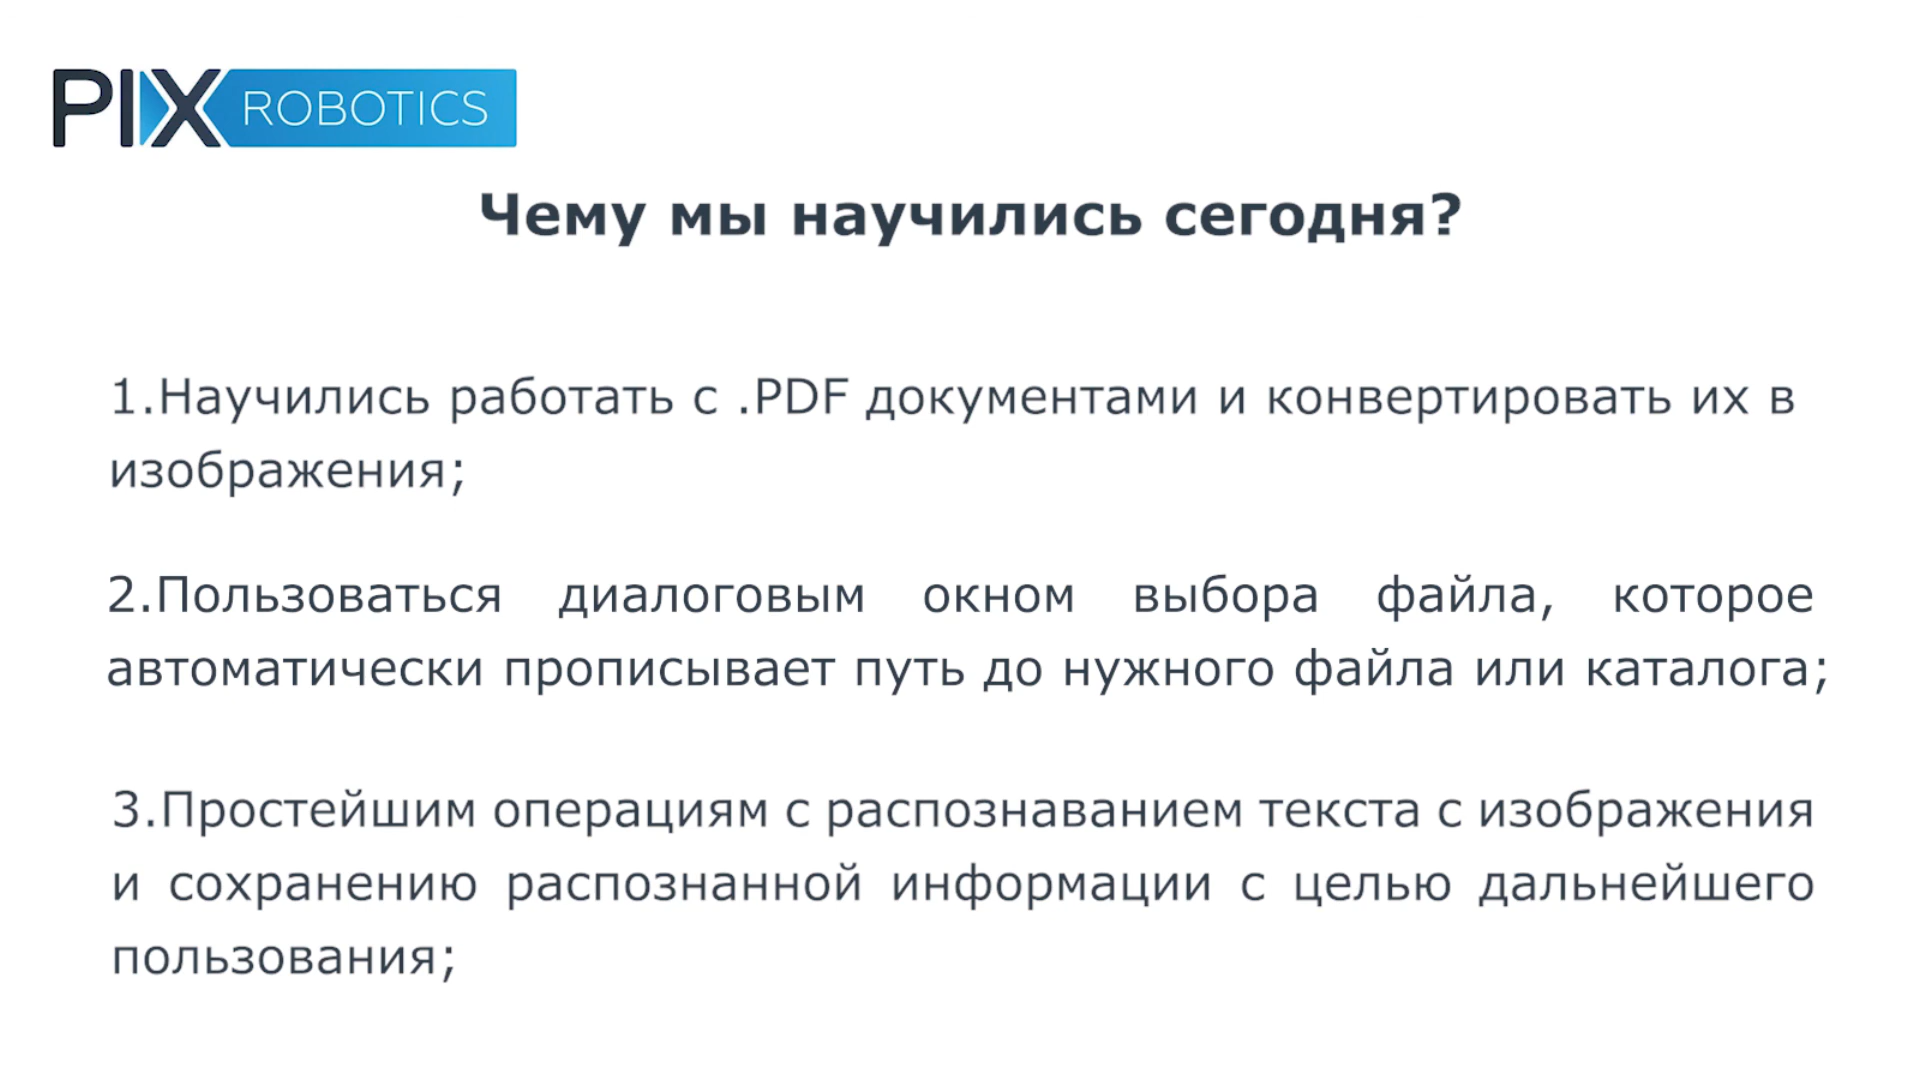 PIX ROBOTICS
Чему мы научились сегодня?
1.Научились работать с .PDF документами и конвертировать их в
изображения;
2.Пользоваться диалоговым окном выбора файла, которое
автоматически прописывает путь до нужного файла или каталога;
3.Простейшим операциям с распознаванием текста с изображения
и сохранению распознанной информации с целью дальнейшего
пользования;